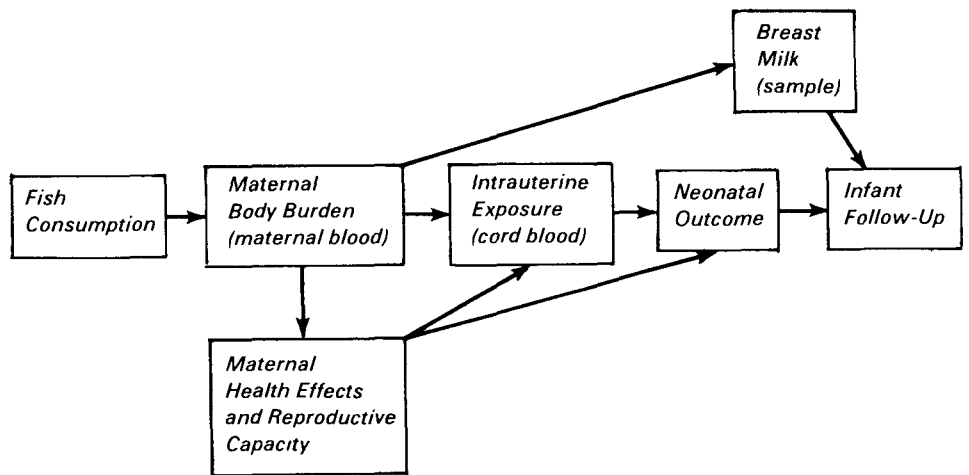 Breast
Milk
(sample)
Fish
Consumption
Maternal
Body Burden
(maternal blood)
Intrauterine
Exposure
(cord blood)
Neonatal
Outcome
Infant
Follow-Up
Maternal
Health Effects
and Reproductive
Capacity